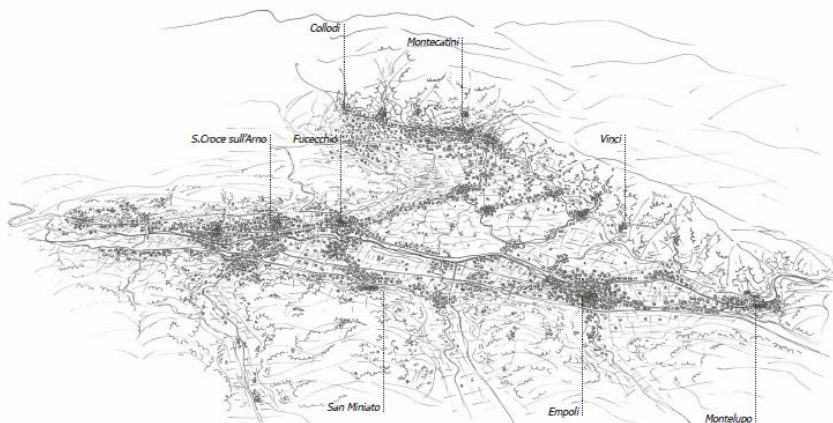 Collodi
Montecatini
S.Croce sull'Arno
Fucecchio
Vinci
San Miniato
Empoli
Montelupo